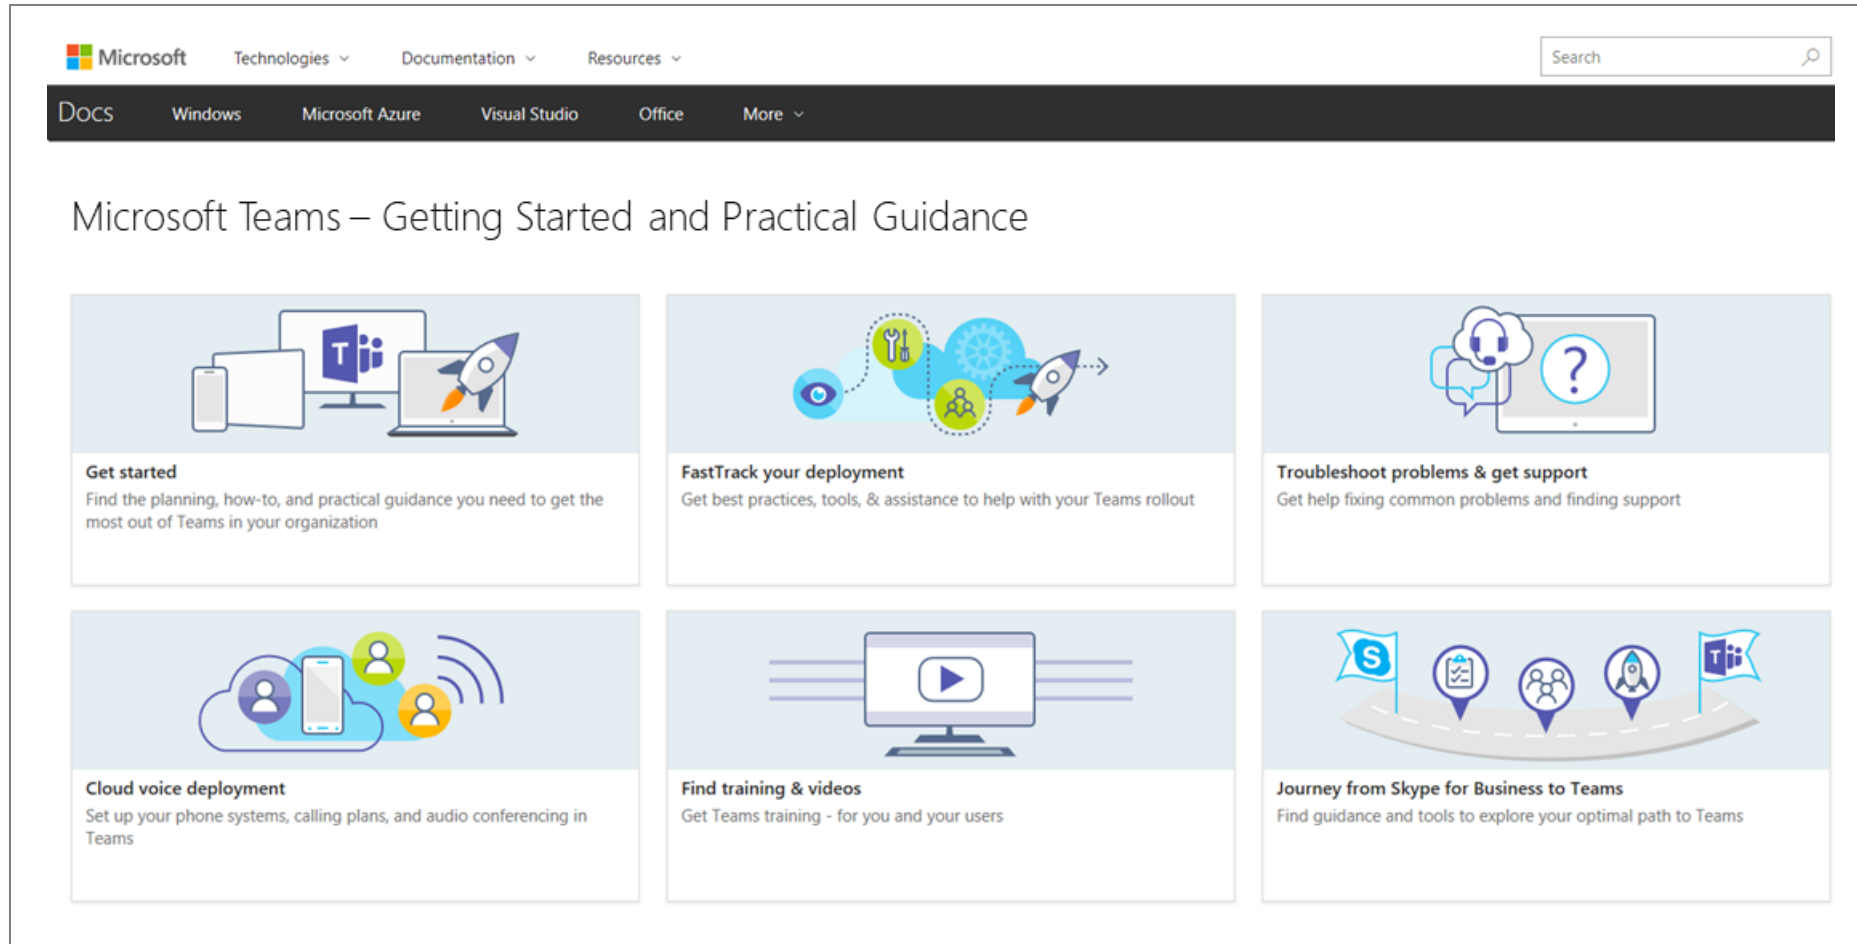 Microsoft Technologies Documentation Resources Search
Docs Windows Microsoft Azure Visual Studio Office More
Microsoft Teams – Getting Started and Practical Guidance
T
Get started
Find the planning, how-to, and practical guidance you need to get the
most out of Teams in your organization
FastTrack your deployment
Get best practices, tools, & assistance to help with your Teams rollout
?
Troubleshoot problems & get support
Get help fixing common problems and finding support
Cloud voice deployment
Set up your phone systems, calling plans, and audio conferencing in
Teams
Find training & videos
Get Teams training - for you and your users
S
T
Journey from Skype for Business to Teams
Find guidance and tools to explore your optimal path to Teams